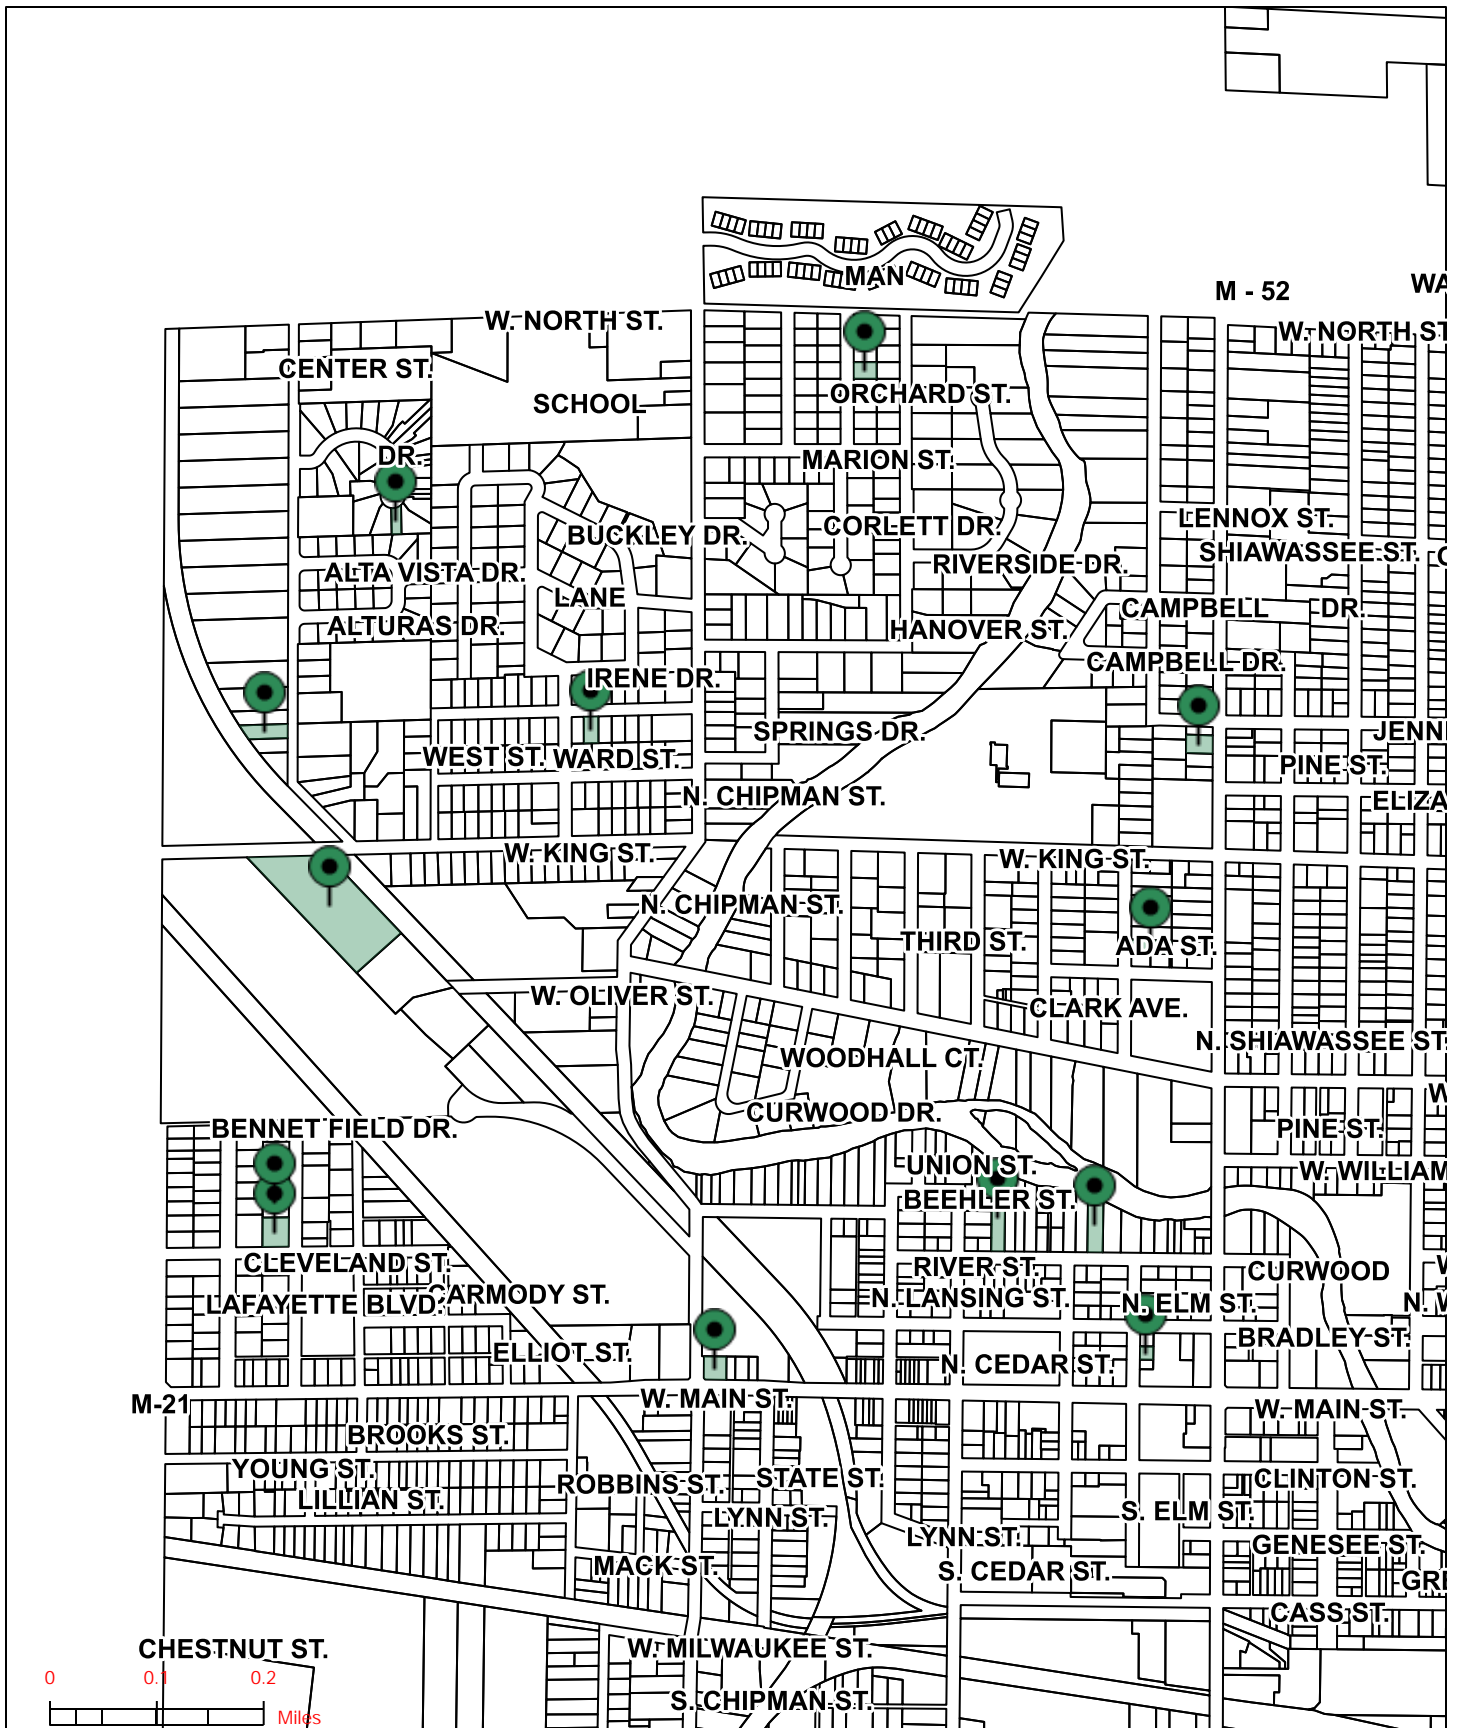 MAN
M - 52
WA
W. NORTH ST.
W. NORTH ST
CENTER ST.
ORCHARD ST.
SCHOOL
DR.
MARION ST.
LENNOX ST.
CORLETT DR.
BUCKLEY DR.
SHIAWASSEE ST.
RIVERSIDE DR.
ALTA VISTA DR.
LANE
CAMPBELL DR.
ALTURAS DR.
HANOVER ST.
CAMPBELL DR.
IRENE DR.
SPRINGS DR.
JENNI
WEST ST.
WARD ST.
PINE ST.
N. CHIPMAN ST.
ELIZA
W. KING ST.
W. KING ST.
N. CHIPMAN ST.
THIRD ST.
ADA ST.
W. OLIVER ST.
CLARK AVE.
N. SHIAWASSEE ST.
WOODHALL CT.
W
CURWOOD DR.
BENNET FIELD DR.
PINE ST.
UNION ST.
W. WILLIAM
BEEHLER ST.
CLEVELAND ST.
RIVER ST.
CURWOOD
W
CARMODY ST.
N. LANSING ST.
LAFAYETTE BLVD.
N. ELM ST.
N. W
BRADLEY ST.
ELLIOT ST.
N. CEDAR ST.
M-21
W. MAIN ST.
W. MAIN ST.
BROOKS ST.
YOUNG ST.
ROBBINS ST.
STATE ST.
CLINTON ST.
LILLIAN ST.
LYNN ST.
S. ELM ST.
LYNN ST.
GENESEE ST.
MACK ST.
S. CEDAR ST.
GRE
CASS ST.
CHESTNUT ST.
W. MILWAUKEE ST.
0 0.1 0.2
S. CHIPMAN ST.
Miles